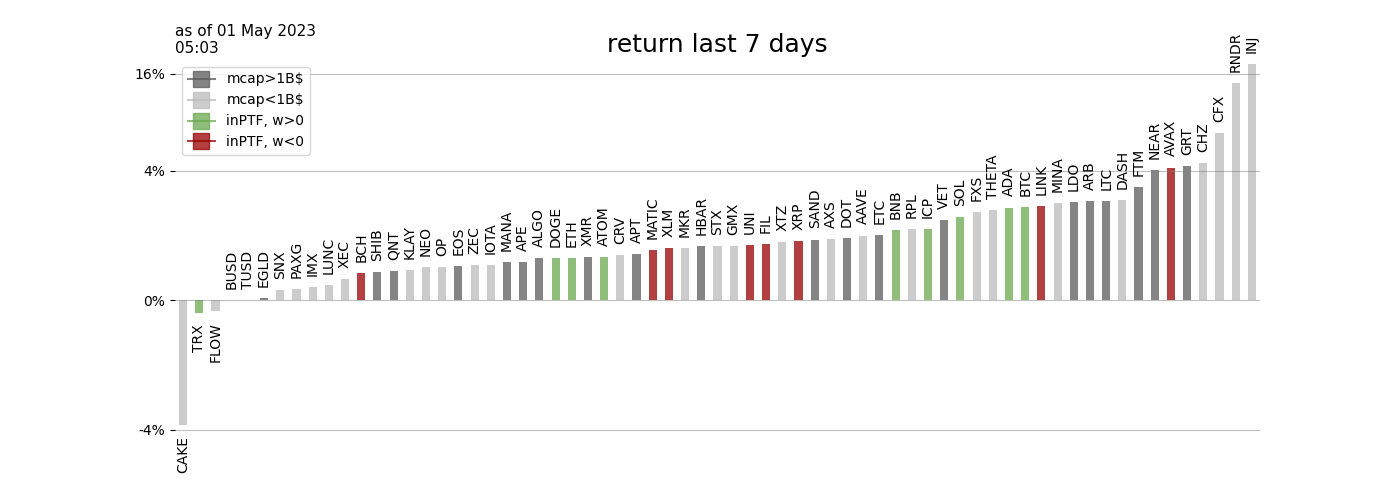 as of 01 May 2023
05:03
return last 7 days
mcap>1B$
mcap<1B$
inPTF, w>0
inPTF, w<0
16%
4%
0%
-4%
CAKE
TRX
FLOW
BUSD
TUSD
EGLD
SNX
PAXG
IMX
LUNC
XEC
BCH
SHIB
QNT
KLAY
NEO
OP
EOS
ZEC
IOTA
MANA
APE
ALGO
DOGE
ETH
XMR
ATOM
CRV
APT
MATIC
XLM
MKR
HBAR
STX
GMX
UNI
FIL
XTZ
XRP
SAND
AXS
DOT
AAVE
ETC
BNB
RPL
ICP
VET
SOL
FXS
THETA
ADA
BTC
LINK
MINA
LDO
ARB
LTC
DASH
FTM
NEAR
AVAX
GRT
CHZ
CFX
RNDR
INJ